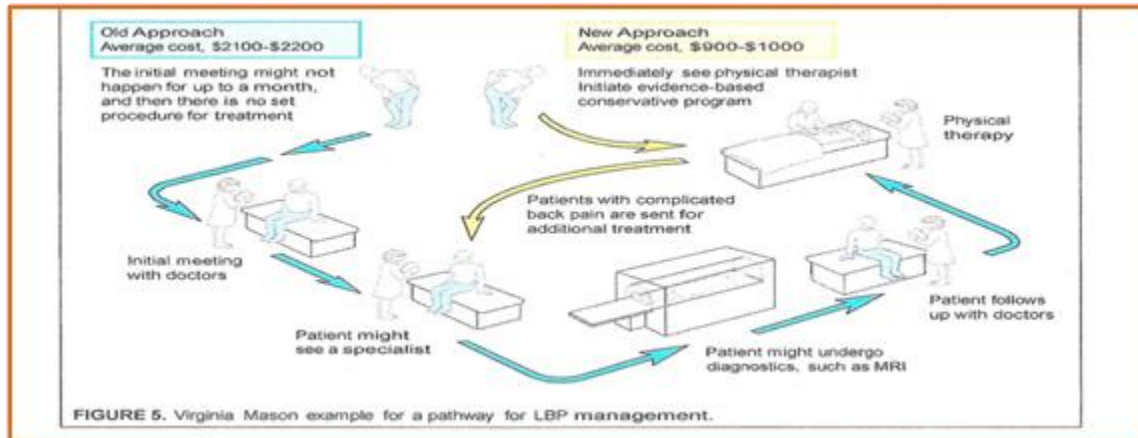 Old Approach
Average cost, $2100-$2200
The initial meeting might not
happen for up to a month,
and then there is no set
procedure for treatment
New Approach
Average cost, $900-$1000
Immediately see physical therapist
Initiate evidence-based
conservative program
Physical
therapy
Patients with complicated
back pain are sent for
additional treatment
Initial meeting
with doctors
Patient might
see a specialist
Patient might undergo
diagnostics, such as MRI
Patient follows
up with doctors
FIGURE 5. Virginia Mason example for a pathway for LBP management.